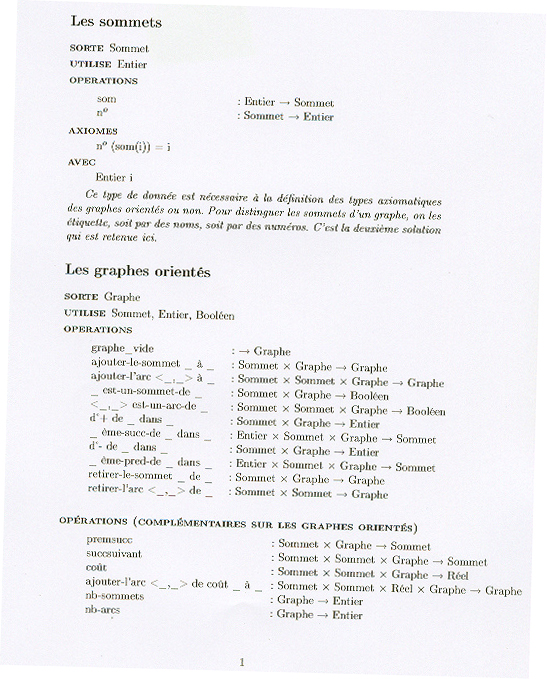 Les sommets
SORTE Sommet
UTILISE Entier
OPERATIONS
som : Entier → Sommet
n° : Sommet → Entier
AXIOMES
n° (som(i)) = i
AVEC
Entier i
Ce type de donnée est nécessaire à la définition des types axiomatiques
des graphes orientés ou non. Pour distinguer les sommets d'un graphe, on les
étiquette, soit par des noms, soit par des numéros. C'est la deuxième solution
qui est retenue ici.
Les graphes orientés
SORTE Graphe
UTILISE Sommet, Entier, Booléen
OPERATIONS
graphe_vide : → Graphe
ajouter-le-sommet _ à _ : Sommet × Graphe → Graphe
ajouter-l'arc <_,_> à _ : Sommet × Sommet × Graphe → Graphe
_ est-un-sommet-de _ : Sommet × Graphe → Booléen
<_,_> est-un-arc-de _ : Sommet × Sommet × Graphe → Booléen
d°+ de _ dans _ : Sommet × Graphe → Entier
_ ème-succ-de _ dans _ : Entier × Sommet × Graphe → Sommet
d°- de _ dans _ : Sommet × Graphe → Entier
_ ème-pred-de _ dans _ : Entier × Sommet × Graphe → Sommet
retirer-le-sommet _ de _ : Sommet × Graphe → Graphe
retirer-l'arc <_,_> de _ : Sommet × Sommet → Graphe
OPÉRATIONS (COMPLÉMENTAIRES SUR LES GRAPHES ORIENTÉS)
premsucc : Sommet × Graphe → Sommet
succsuivant : Sommet × Sommet × Graphe → Sommet
coût : Sommet × Sommet × Graphe → Réel
ajouter-l'arc <_,_> de coût _ à _ : Sommet × Sommet × Réel × Graphe → Graphe
nb-sommets : Graphe → Entier
nb-arcs : Graphe → Entier
1